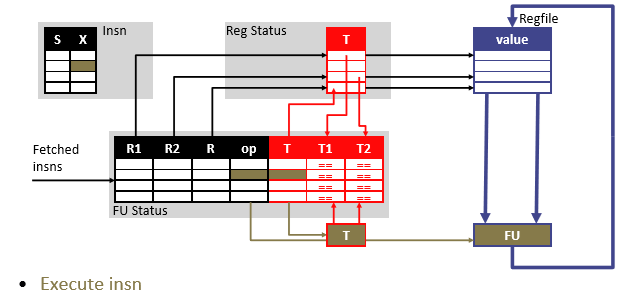 Insn
Reg Status
Regfile
S X
T
value
Fetched
insns
R1 R2 R op T T1 T2
== ==
== ==
== ==
== ==
FU Status
T
FU
• Execute insn